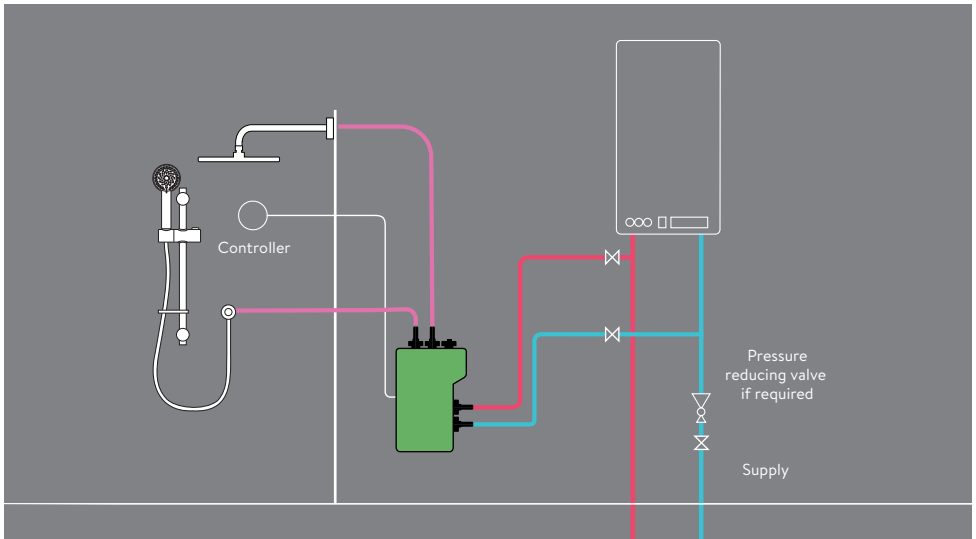 Controller
Pressure
reducing valve
if required
Supply